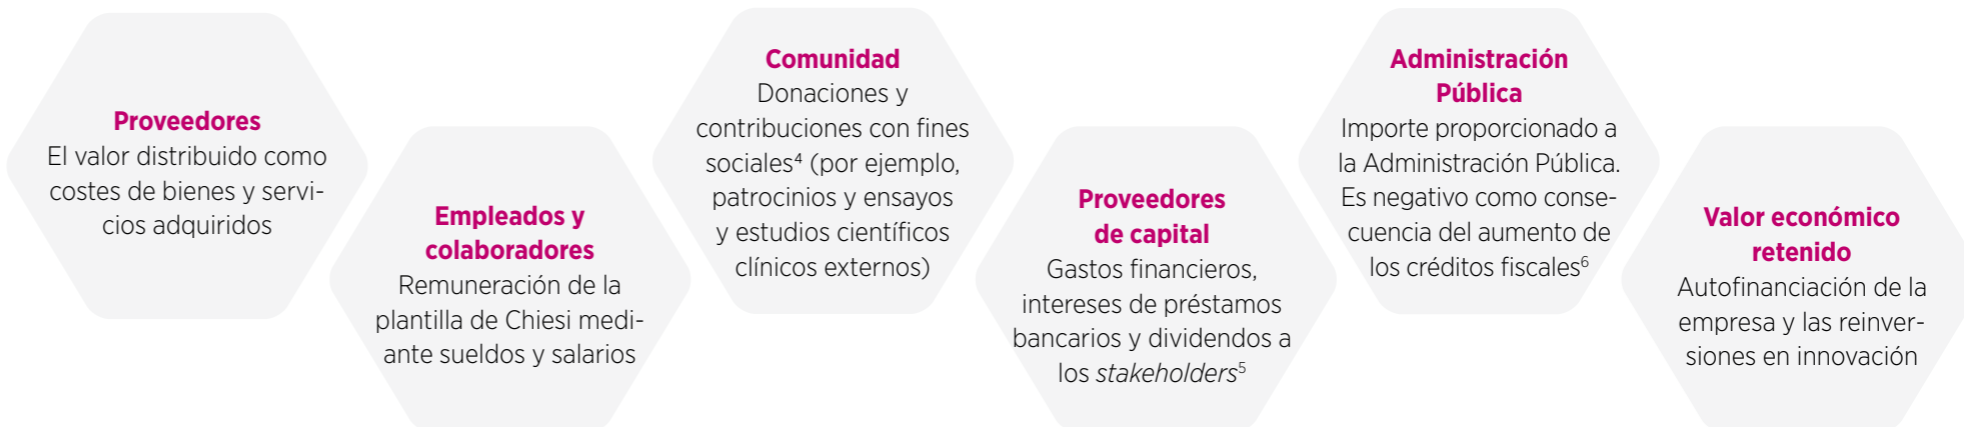 Proveedores
El valor distribuido como
costes de bienes y servi-
cios adquiridos
Empleados y
colaboradores
Remuneración de la
plantilla de Chiesi medi-
ante sueldos y salarios
Comunidad
Donaciones y
contribuciones con fines
sociales⁴ (por ejemplo,
patrocinios y ensayos
y estudios científicos
clínicos externos)
Proveedores
de capital
Gastos financieros,
intereses de préstamos
bancarios y dividendos a
los stakeholders⁵
Administración
Pública
Importe proporcionado a
la Administración Pública.
Es negativo como conse-
cuencia del aumento de
los créditos fiscales⁶
Valor económico
retenido
Autofinanciación de la
empresa y las reinver-
siones en innovación